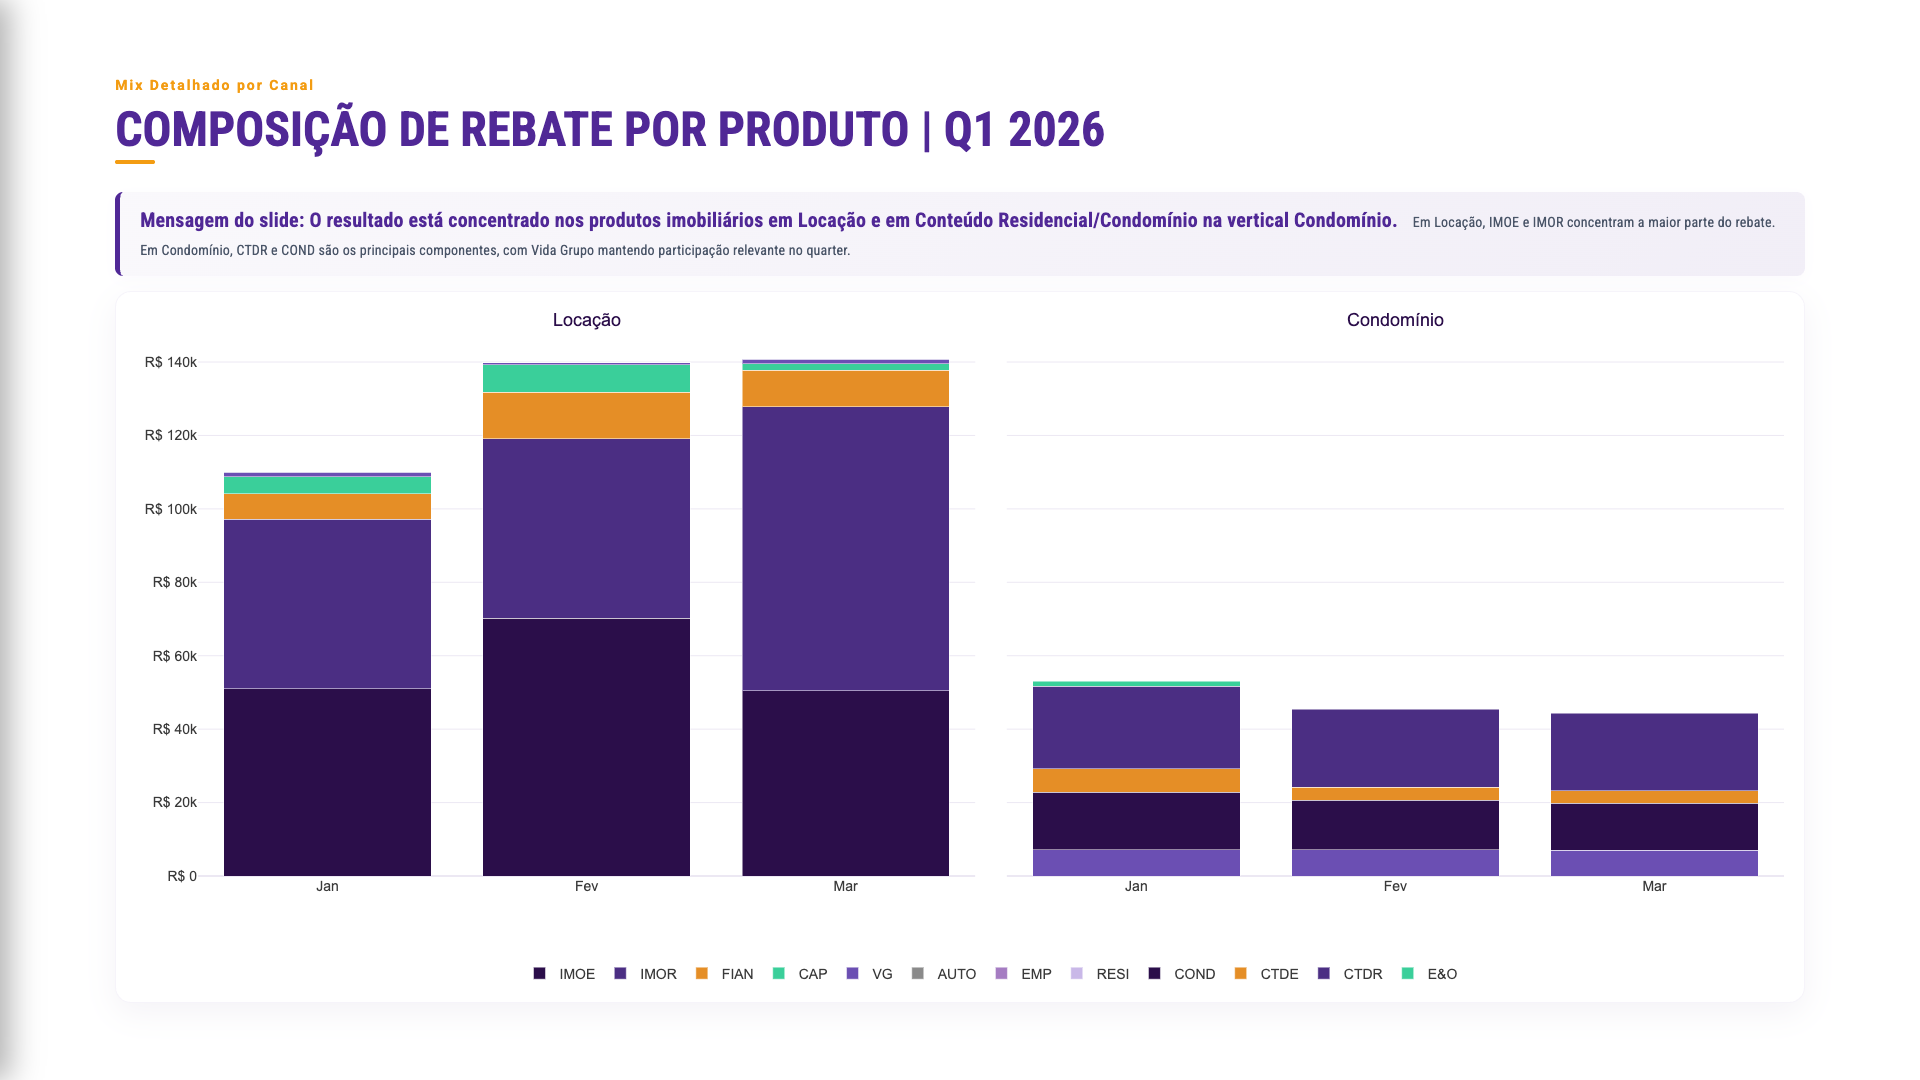 Mix Detalhado por Canal
COMPOSIÇÃO DE REBATE POR PRODUTO | Q1 2026
Mensagem do slide: O resultado está concentrado nos produtos imobiliários em Locação e em Conteúdo Residencial/Condomínio na vertical Condomínio. Em Locação, IMOE e IMOR concentram a maior parte do rebate.
Em Condomínio, CTDR e COND são os principais componentes, com Vida Grupo mantendo participação relevante no quarter.
Locação
R$ 140k
R$ 120k
R$ 100k
R$ 80k
R$ 60k
R$ 40k
R$ 20k
R$ 0
Jan Fev Mar
Condomínio
Jan Fev Mar
IMOE IMOR FIAN CAP VG AUTO EMP RESI COND CTDE CTDR E&O